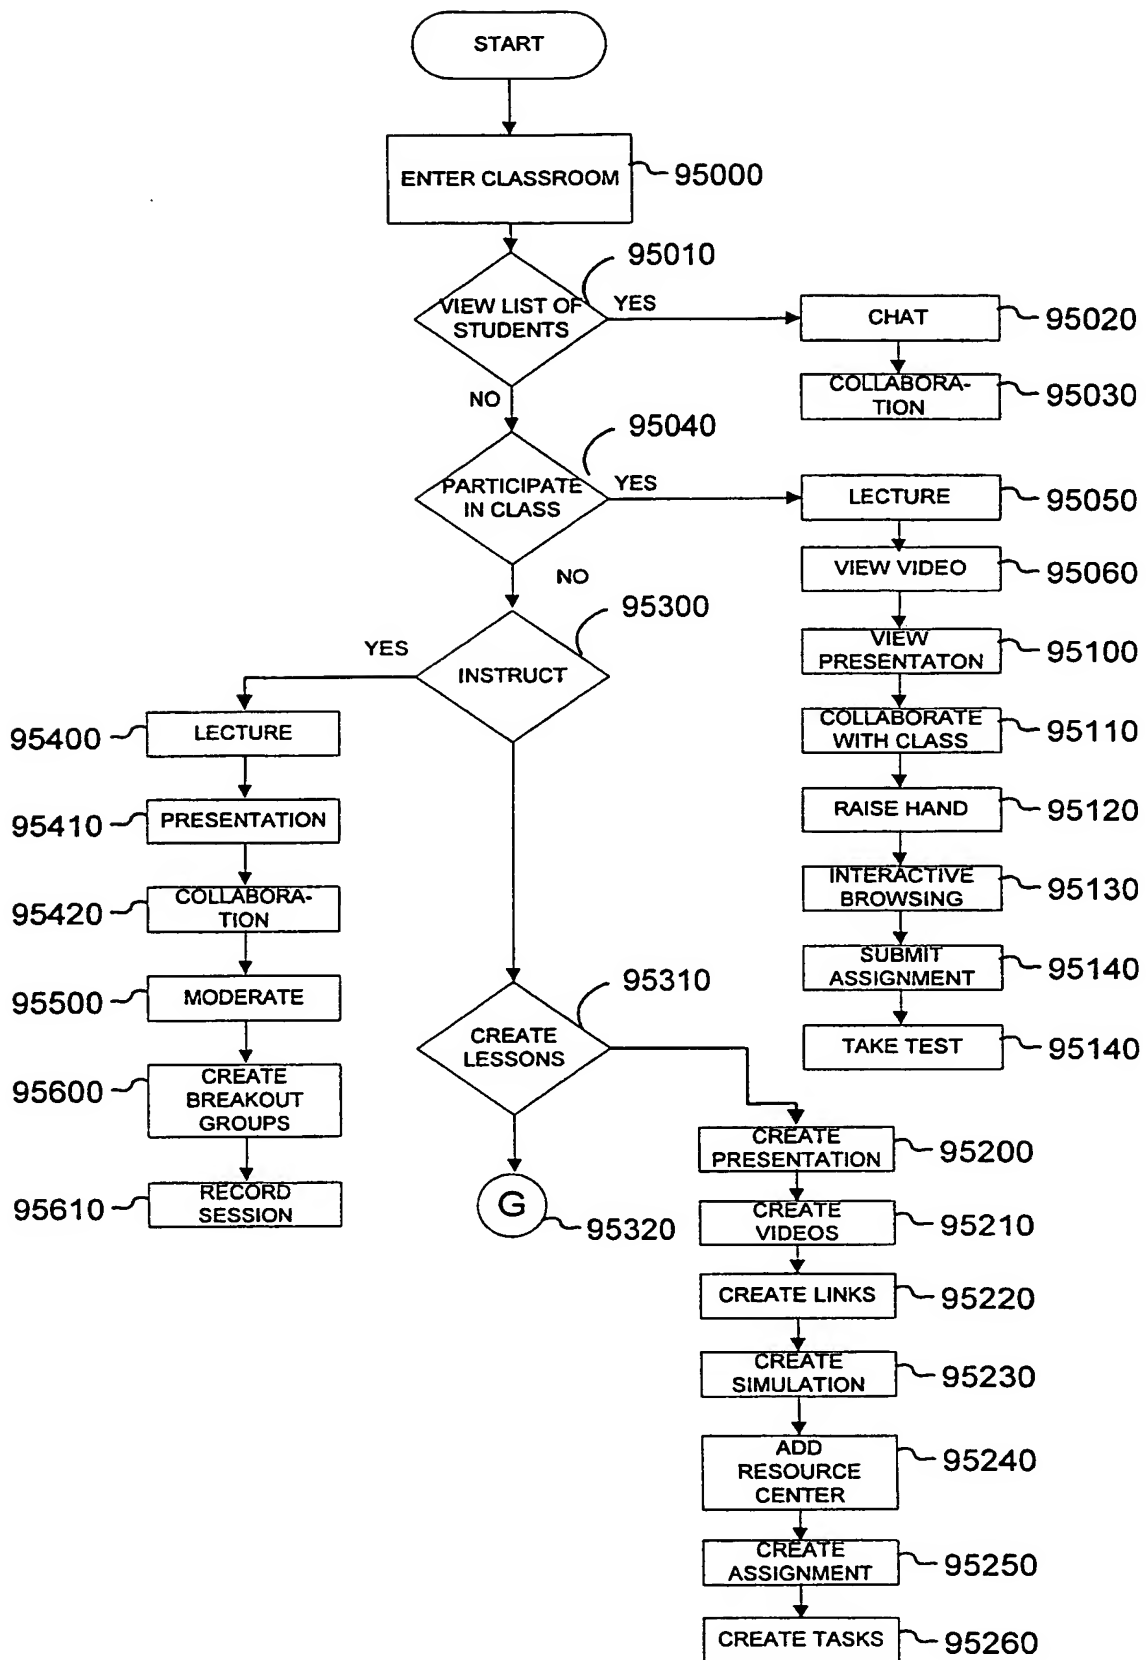 START
ENTER CLASSROOM
95000
95010
VIEW LIST OF
STUDENTS
YES
CHAT
95020
NO
COLLABORA-
TION
95030
95040
PARTICIPATE
IN CLASS
YES
LECTURE
95050
NO
VIEW VIDEO
95060
95300
YES
INSTRUCT
VIEW
PRESENTATON
95100
95400
LECTURE
COLLABORATE
WITH CLASS
95110
95410
PRESENTATION
RAISE HAND
95120
95420
COLLABORA-
TION
INTERACTIVE
BROWSING
95130
95500
MODERATE
SUBMIT
ASSIGNMENT
95140
95310
CREATE
LESSONS
TAKE TEST
95140
95600
CREATE
BREAKOUT
GROUPS
CREATE
PRESENTATION
95200
95610
RECORD
SESSION
G
95320
CREATE
VIDEOS
95210
CREATE LINKS
95220
CREATE
SIMULATION
95230
ADD
RESOURCE
CENTER
95240
CREATE
ASSIGNMENT
95250
CREATE TASKS
95260